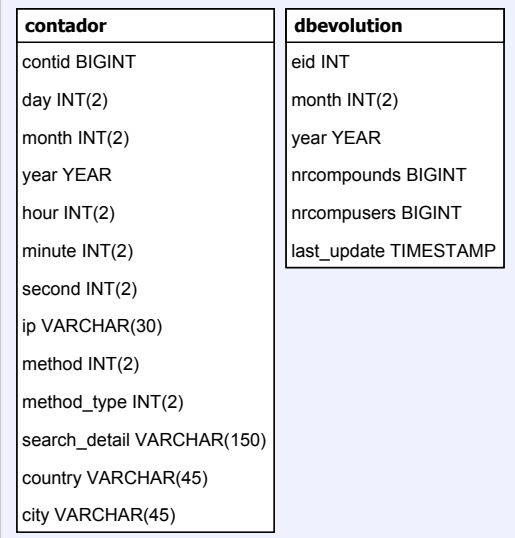 contador
contid BIGINT
day INT(2)
month INT(2)
year YEAR
hour INT(2)
minute INT(2)
second INT(2)
ip VARCHAR(30)
method INT(2)
method_type INT(2)
search_detail VARCHAR(150)
country VARCHAR(45)
city VARCHAR(45)
dbevolution
eid INT
month INT(2)
year YEAR
nrcompounds BIGINT
nrcompusers BIGINT
last_update TIMESTAMP